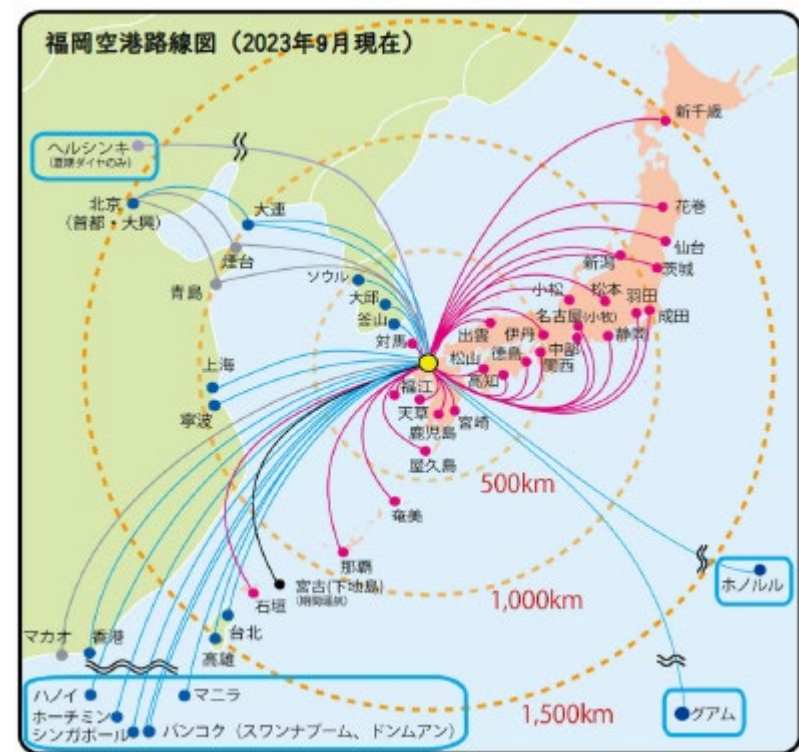 福岡空港路線図（2023年9月現在）
新千歳
ヘルシンキ
(夏期ダイヤのみ)
花巻
北京
(首都・大興)
大連
仙台
煙台
新潟
茨城
ソウル
青島
小松
松本
羽田
大邱
名古屋(小牧)
成田
釜山
出雲
伊丹
静岡
対馬
中部
松山
徳島
関西
上海
高知
福江
寧波
天草
宮崎
鹿児島
屋久島
500km
奄美
那覇
宮古(下地島)
石垣
1,000km
ホノルル
台北
マカオ
香港
高雄
ハノイ
マニラ
グアム
ホーチミン
1,500km
シンガポール
バンコク（スワンナプーム、ドンムアン）